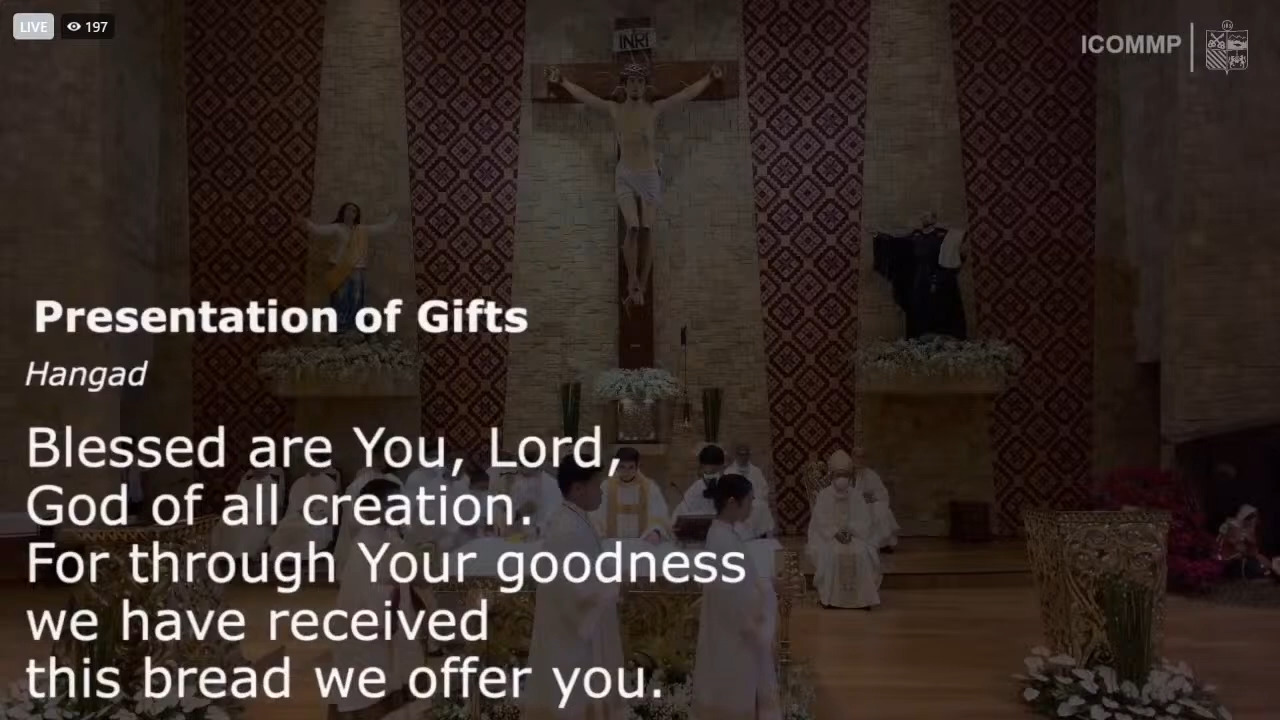 LIVE 197
ICOMMP
INRI
Presentation of Gifts
Hangad
Blessed are You, Lord,
God of all creation.
For through Your goodness
we have received
this bread we offer you.